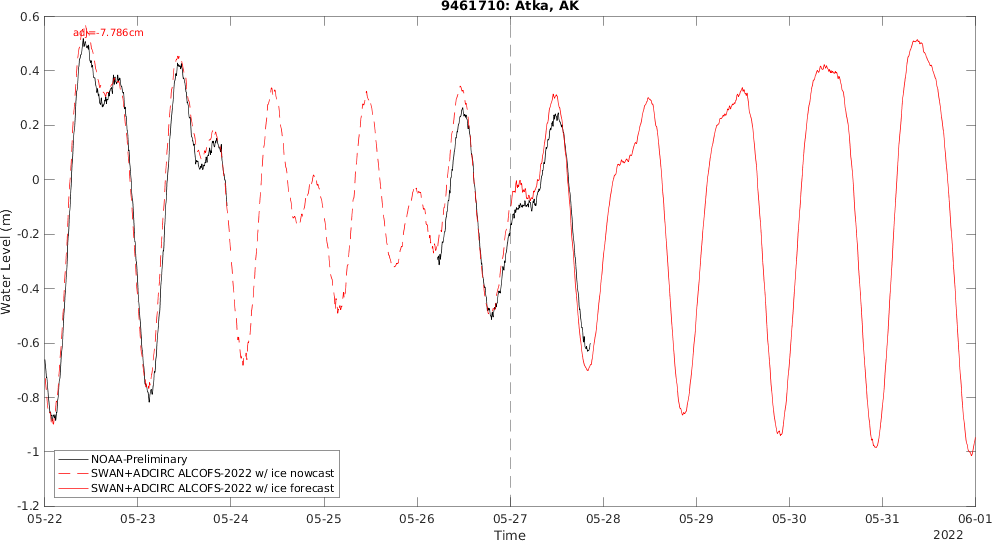 9461710: Atka, AK
adj=-7.786cm
0.6
0.4
0.2
0
-0.2
-0.4
-0.6
-0.8
-1
-1.2
Water Level (m)
NOAA-Preliminary
SWAN+ADCIRC ALCOFS-2022 w/ ice nowcast
SWAN+ADCIRC ALCOFS-2022 w/ ice forecast
05-22 05-23 05-24 05-25 05-26 05-27 05-28 05-29 05-30 05-31 06-01
Time
2022